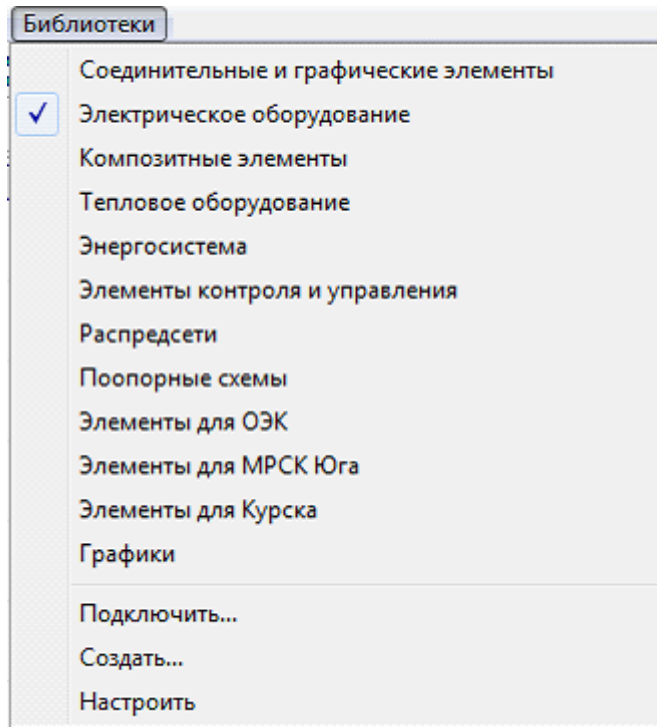 Библиотеки
Соединительные и графические элементы
Электрическое оборудование
Композитные элементы
Тепловое оборудование
Энергосистема
Элементы контроля и управления
Распредсети
Поопорные схемы
Элементы для ОЭК
Элементы для МРСК Юга
Элементы для Курска
Графики
Подключить...
Создать...
Настроить